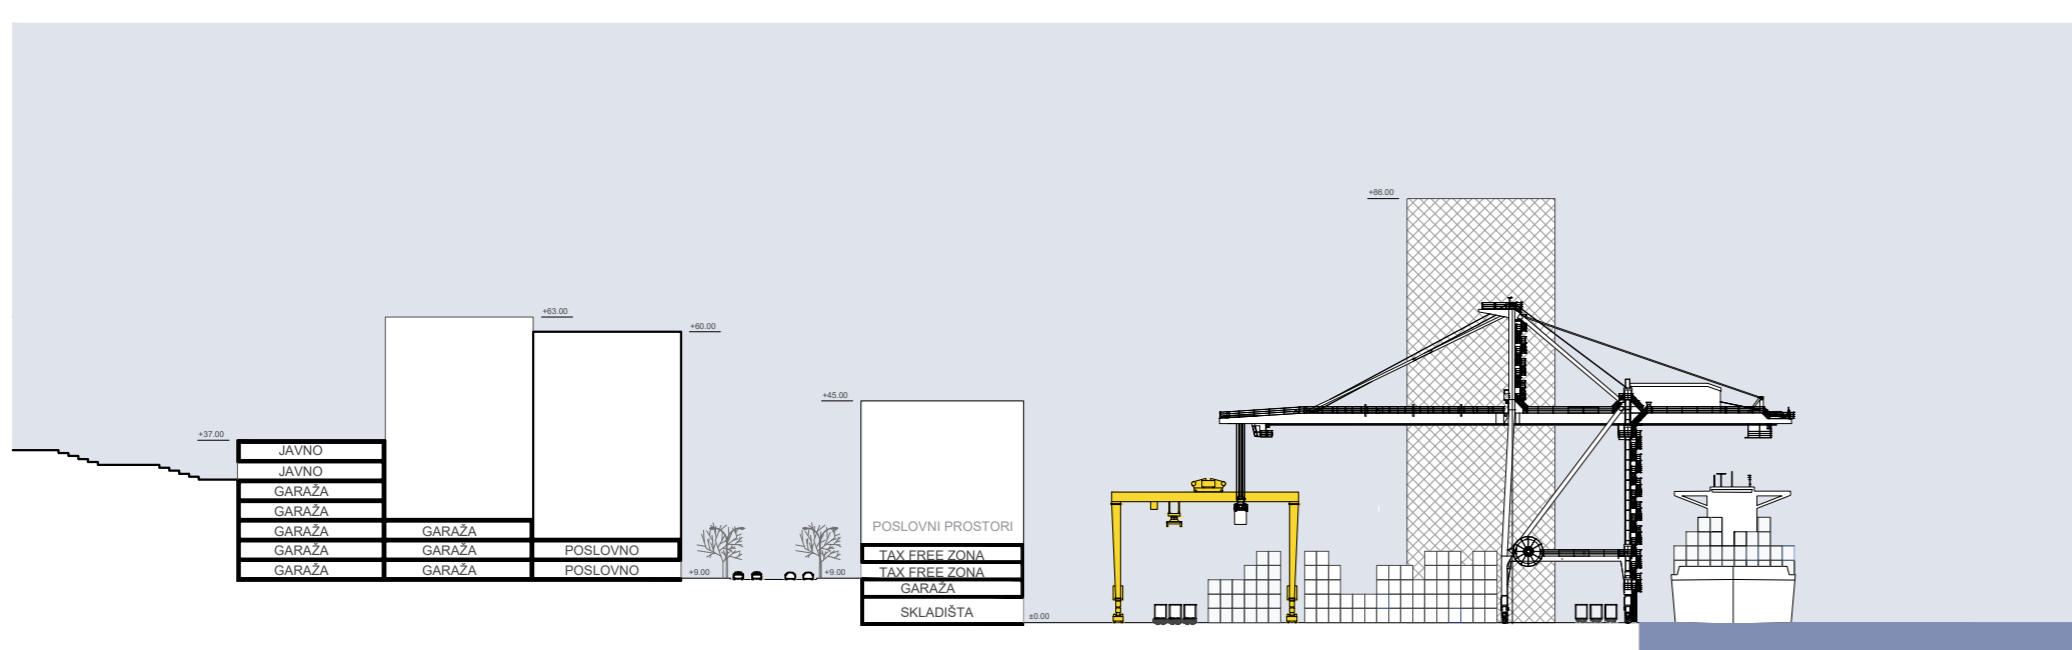 +86.00
+63.00
+60.00
+45.00
+37.00
JAVNO
JAVNO
GARAŽA
GARAŽA
GARAŽA GARAŽA
GARAŽA GARAŽA POSLOVNO
GARAŽA GARAŽA POSLOVNO
+9.00
+9.00
POSLOVNI PROSTORI
TAX FREE ZONA
TAX FREE ZONA
GARAŽA
SKLADIŠTA
±0.00